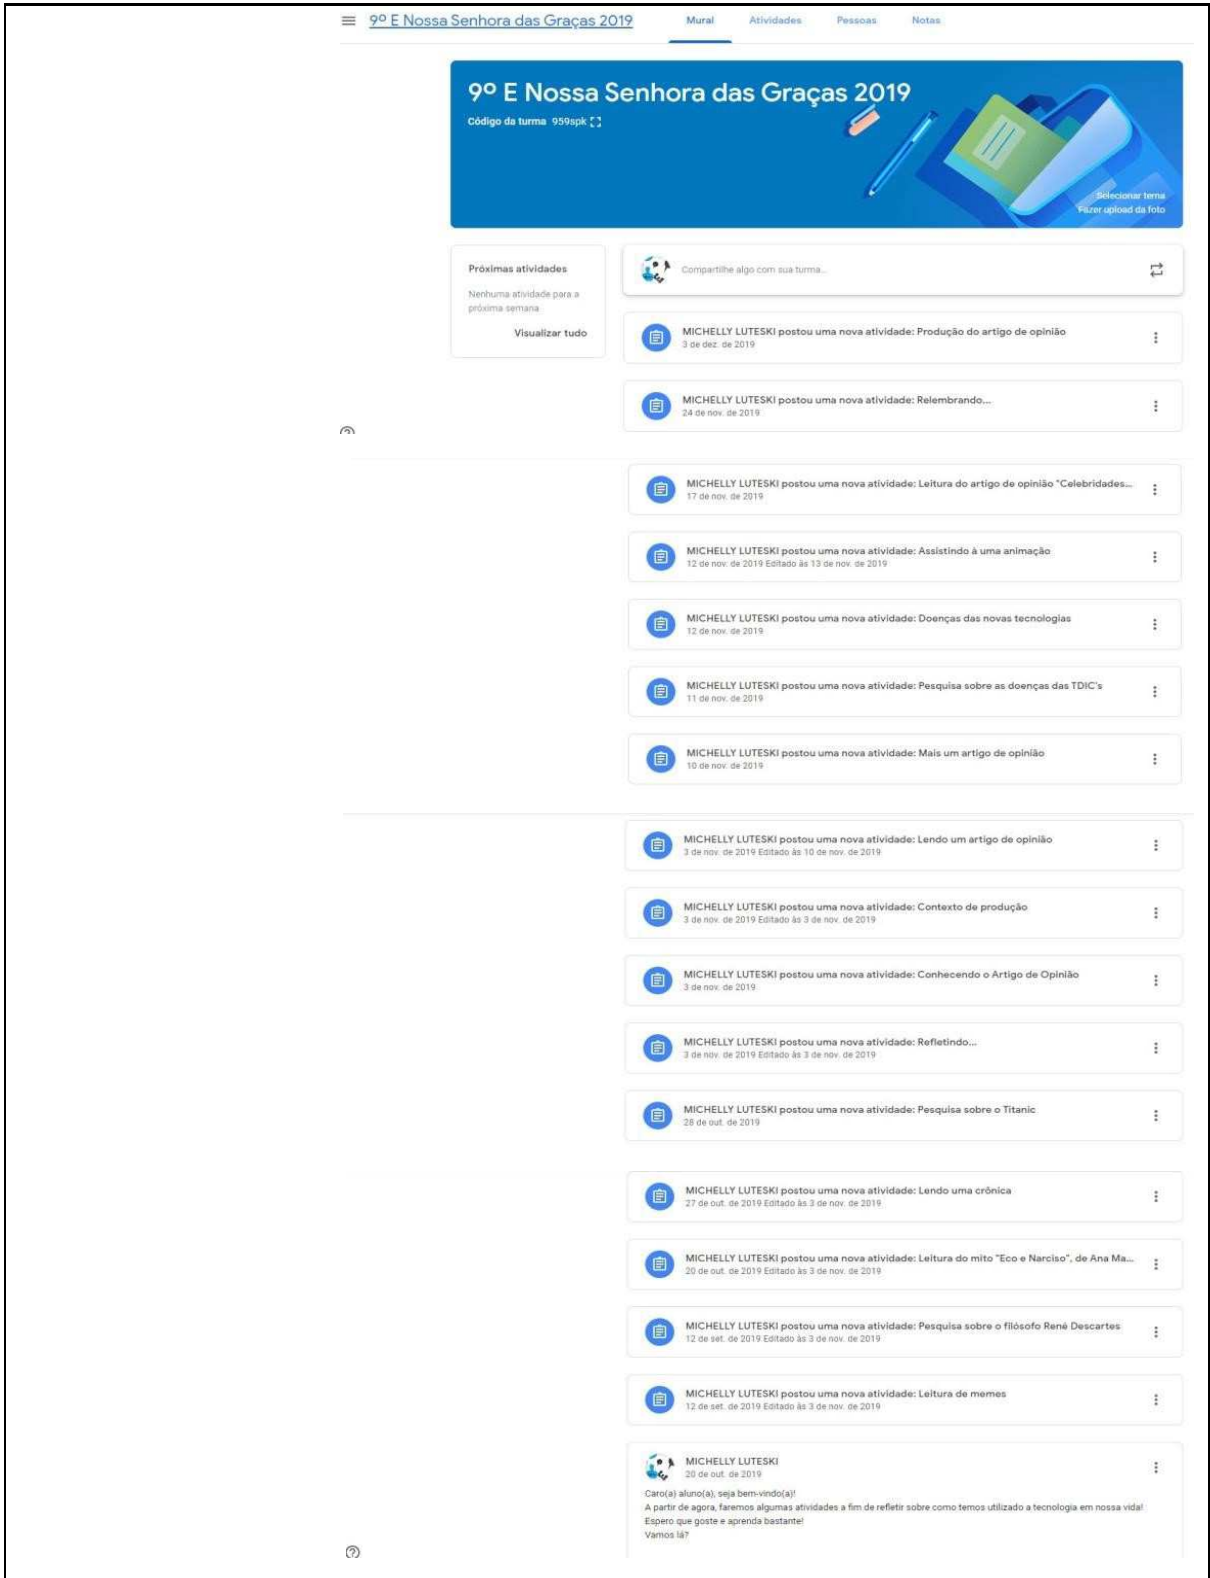 9º E Nossa Senhora das Graças 2019 Mural Atividades Pessoas Notas
9º E Nossa Senhora das Graças 2019
Código da turma 959spk
Selecionar tema
Fazer upload da foto
Próximas atividades
Nenhuma atividade para a
próxima semana
Visualizar tudo
Compartilhe algo com sua turma...
MICHELLY LUTESKI postou uma nova atividade: Produção do artigo de opinião
3 de dez. de 2019
MICHELLY LUTESKI postou uma nova atividade: Relembrando...
24 de nov. de 2019
MICHELLY LUTESKI postou uma nova atividade: Leitura do artigo de opinião "Celebridades...
17 de nov. de 2019
MICHELLY LUTESKI postou uma nova atividade: Assistindo à uma animação
12 de nov. de 2019 Editado às 13 de nov. de 2019
MICHELLY LUTESKI postou uma nova atividade: Doenças das novas tecnologias
12 de nov. de 2019
MICHELLY LUTESKI postou uma nova atividade: Pesquisa sobre as doenças das TDIC's
11 de nov. de 2019
MICHELLY LUTESKI postou uma nova atividade: Mais um artigo de opinião
10 de nov. de 2019
MICHELLY LUTESKI postou uma nova atividade: Lendo um artigo de opinião
3 de nov. de 2019 Editado às 10 de nov. de 2019
MICHELLY LUTESKI postou uma nova atividade: Contexto de produção
3 de nov. de 2019 Editado às 3 de nov. de 2019
MICHELLY LUTESKI postou uma nova atividade: Conhecendo o Artigo de Opinião
3 de nov. de 2019
MICHELLY LUTESKI postou uma nova atividade: Refletindo...
3 de nov. de 2019 Editado às 3 de nov. de 2019
MICHELLY LUTESKI postou uma nova atividade: Pesquisa sobre o Titanic
28 de out. de 2019
MICHELLY LUTESKI postou uma nova atividade: Lendo uma crônica
27 de out. de 2019 Editado às 3 de nov. de 2019
MICHELLY LUTESKI postou uma nova atividade: Leitura do mito "Eco e Narciso", de Ana Ma...
20 de out. de 2019 Editado às 3 de nov. de 2019
MICHELLY LUTESKI postou uma nova atividade: Pesquisa sobre o filósofo René Descartes
12 de set. de 2019 Editado às 3 de nov. de 2019
MICHELLY LUTESKI postou uma nova atividade: Leitura de memes
12 de set. de 2019 Editado às 3 de nov. de 2019
MICHELLY LUTESKI
20 de out. de 2019
Caro(a) aluno(a), seja bem-vindo(a)!
A partir de agora, faremos algumas atividades a fim de refletir sobre como temos utilizado a tecnologia em nossa vida!
Espero que goste e aprenda bastante!
Vamos lá?